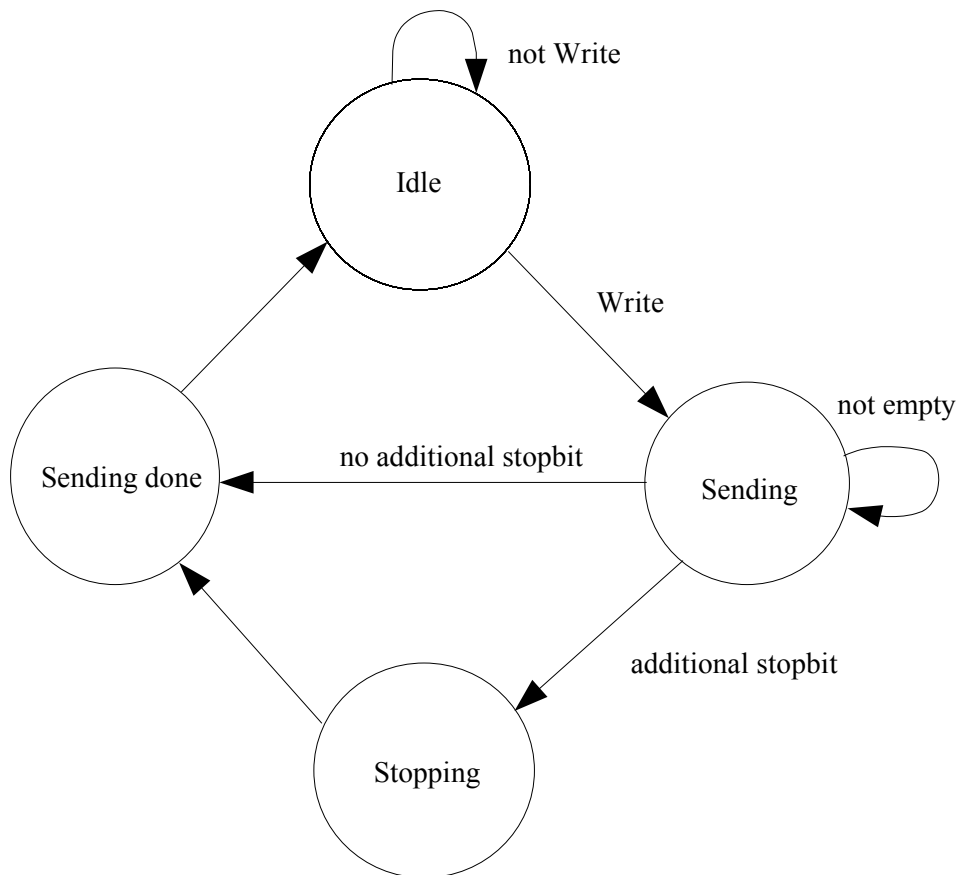 not Write
Idle
Write
not empty
no additional stopbit
Sending done
Sending
additional stopbit
Stopping